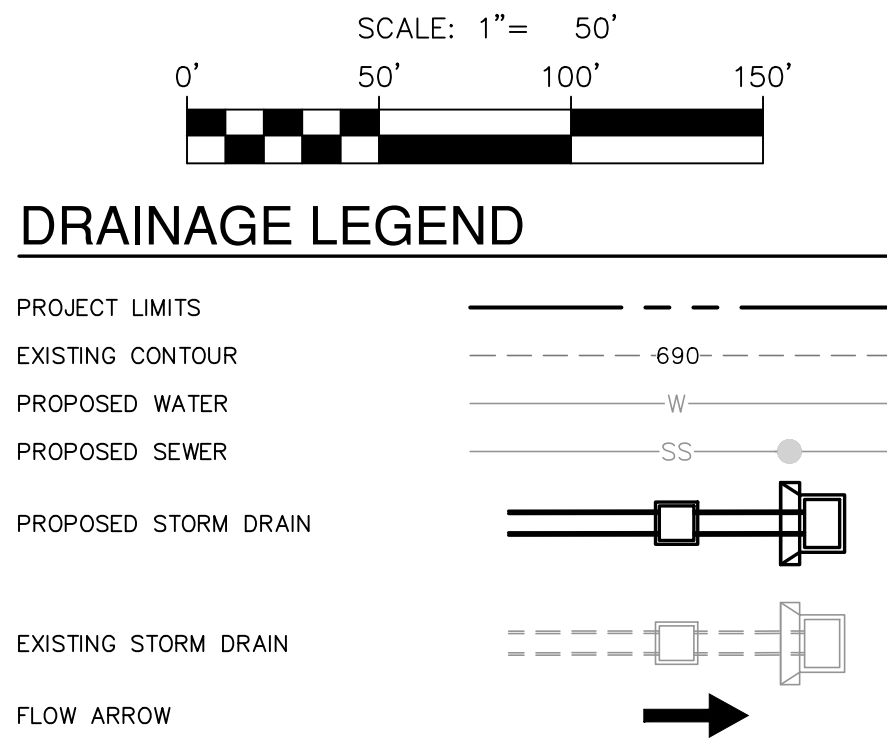 SCALE: 1"= 50'
0' 50' 100' 150'
DRAINAGE LEGEND
PROJECT LIMITS
EXISTING CONTOUR 690
PROPOSED WATER W
PROPOSED SEWER SS
PROPOSED STORM DRAIN
EXISTING STORM DRAIN
FLOW ARROW